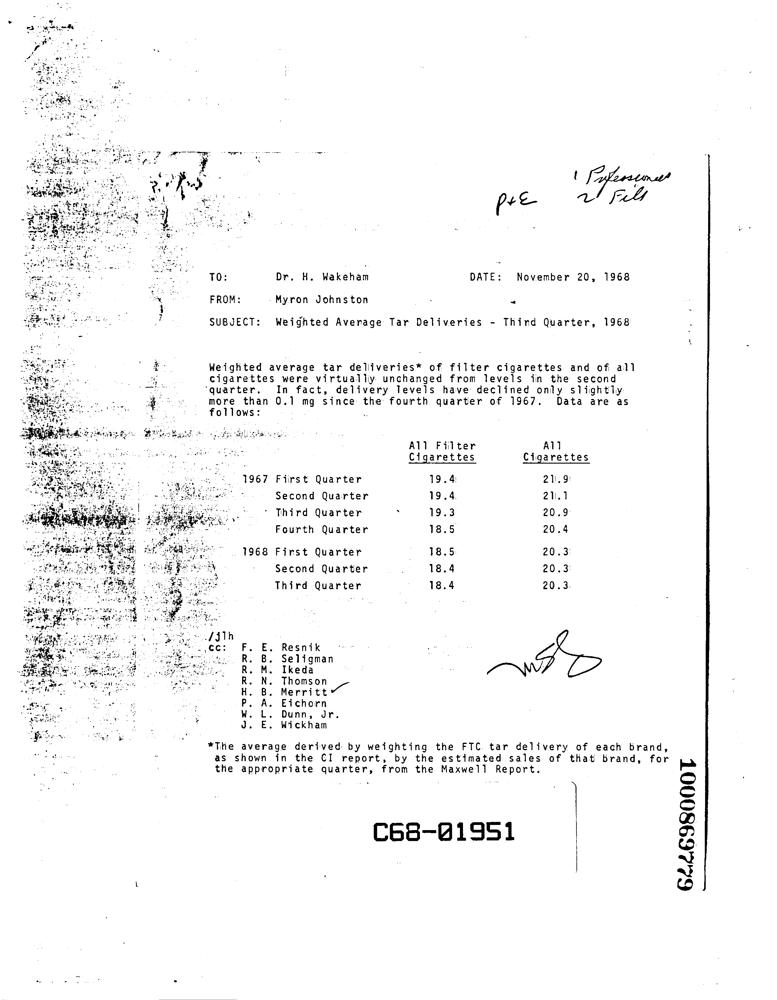 P+E 1 Professional
2 File
TO: Dr. H. Wakeham DATE: November 20, 1968
FROM: Myron Johnston
SUBJECT: Weighted Average Tar Deliveries - Third Quarter, 1968
Weighted average tar deliveries* of filter cigarettes and of all
cigarettes were virtually unchanged from levels in the second
quarter. In fact, delivery levels have declined only slightly
more than 0.1 mg since the fourth quarter of 1967. Data are as
follows:
All Filter All
Cigarettes Cigarettes
1967 First Quarter 19.4 21.9
Second Quarter 19.4 21.1
Third Quarter 19.3 20.9
Fourth Quarter 18.5 20.4
1968 First Quarter 18.5 20.3
Second Quarter 18.4 20.3
Third Quarter 18.4 20.3
/jlh
cc: F. E. Resnik
R. B. Seligman
R. M. Ikeda
R. N. Thomson
H. B. Merritt
P. A. Eichorn
W. L. Dunn, Jr.
J. E. Wickham
*The average derived by weighting the FTC tar delivery of each brand,
as shown in the CI report, by the estimated sales of that brand, for
the appropriate quarter, from the Maxwell Report.
C68-01951
1000869779